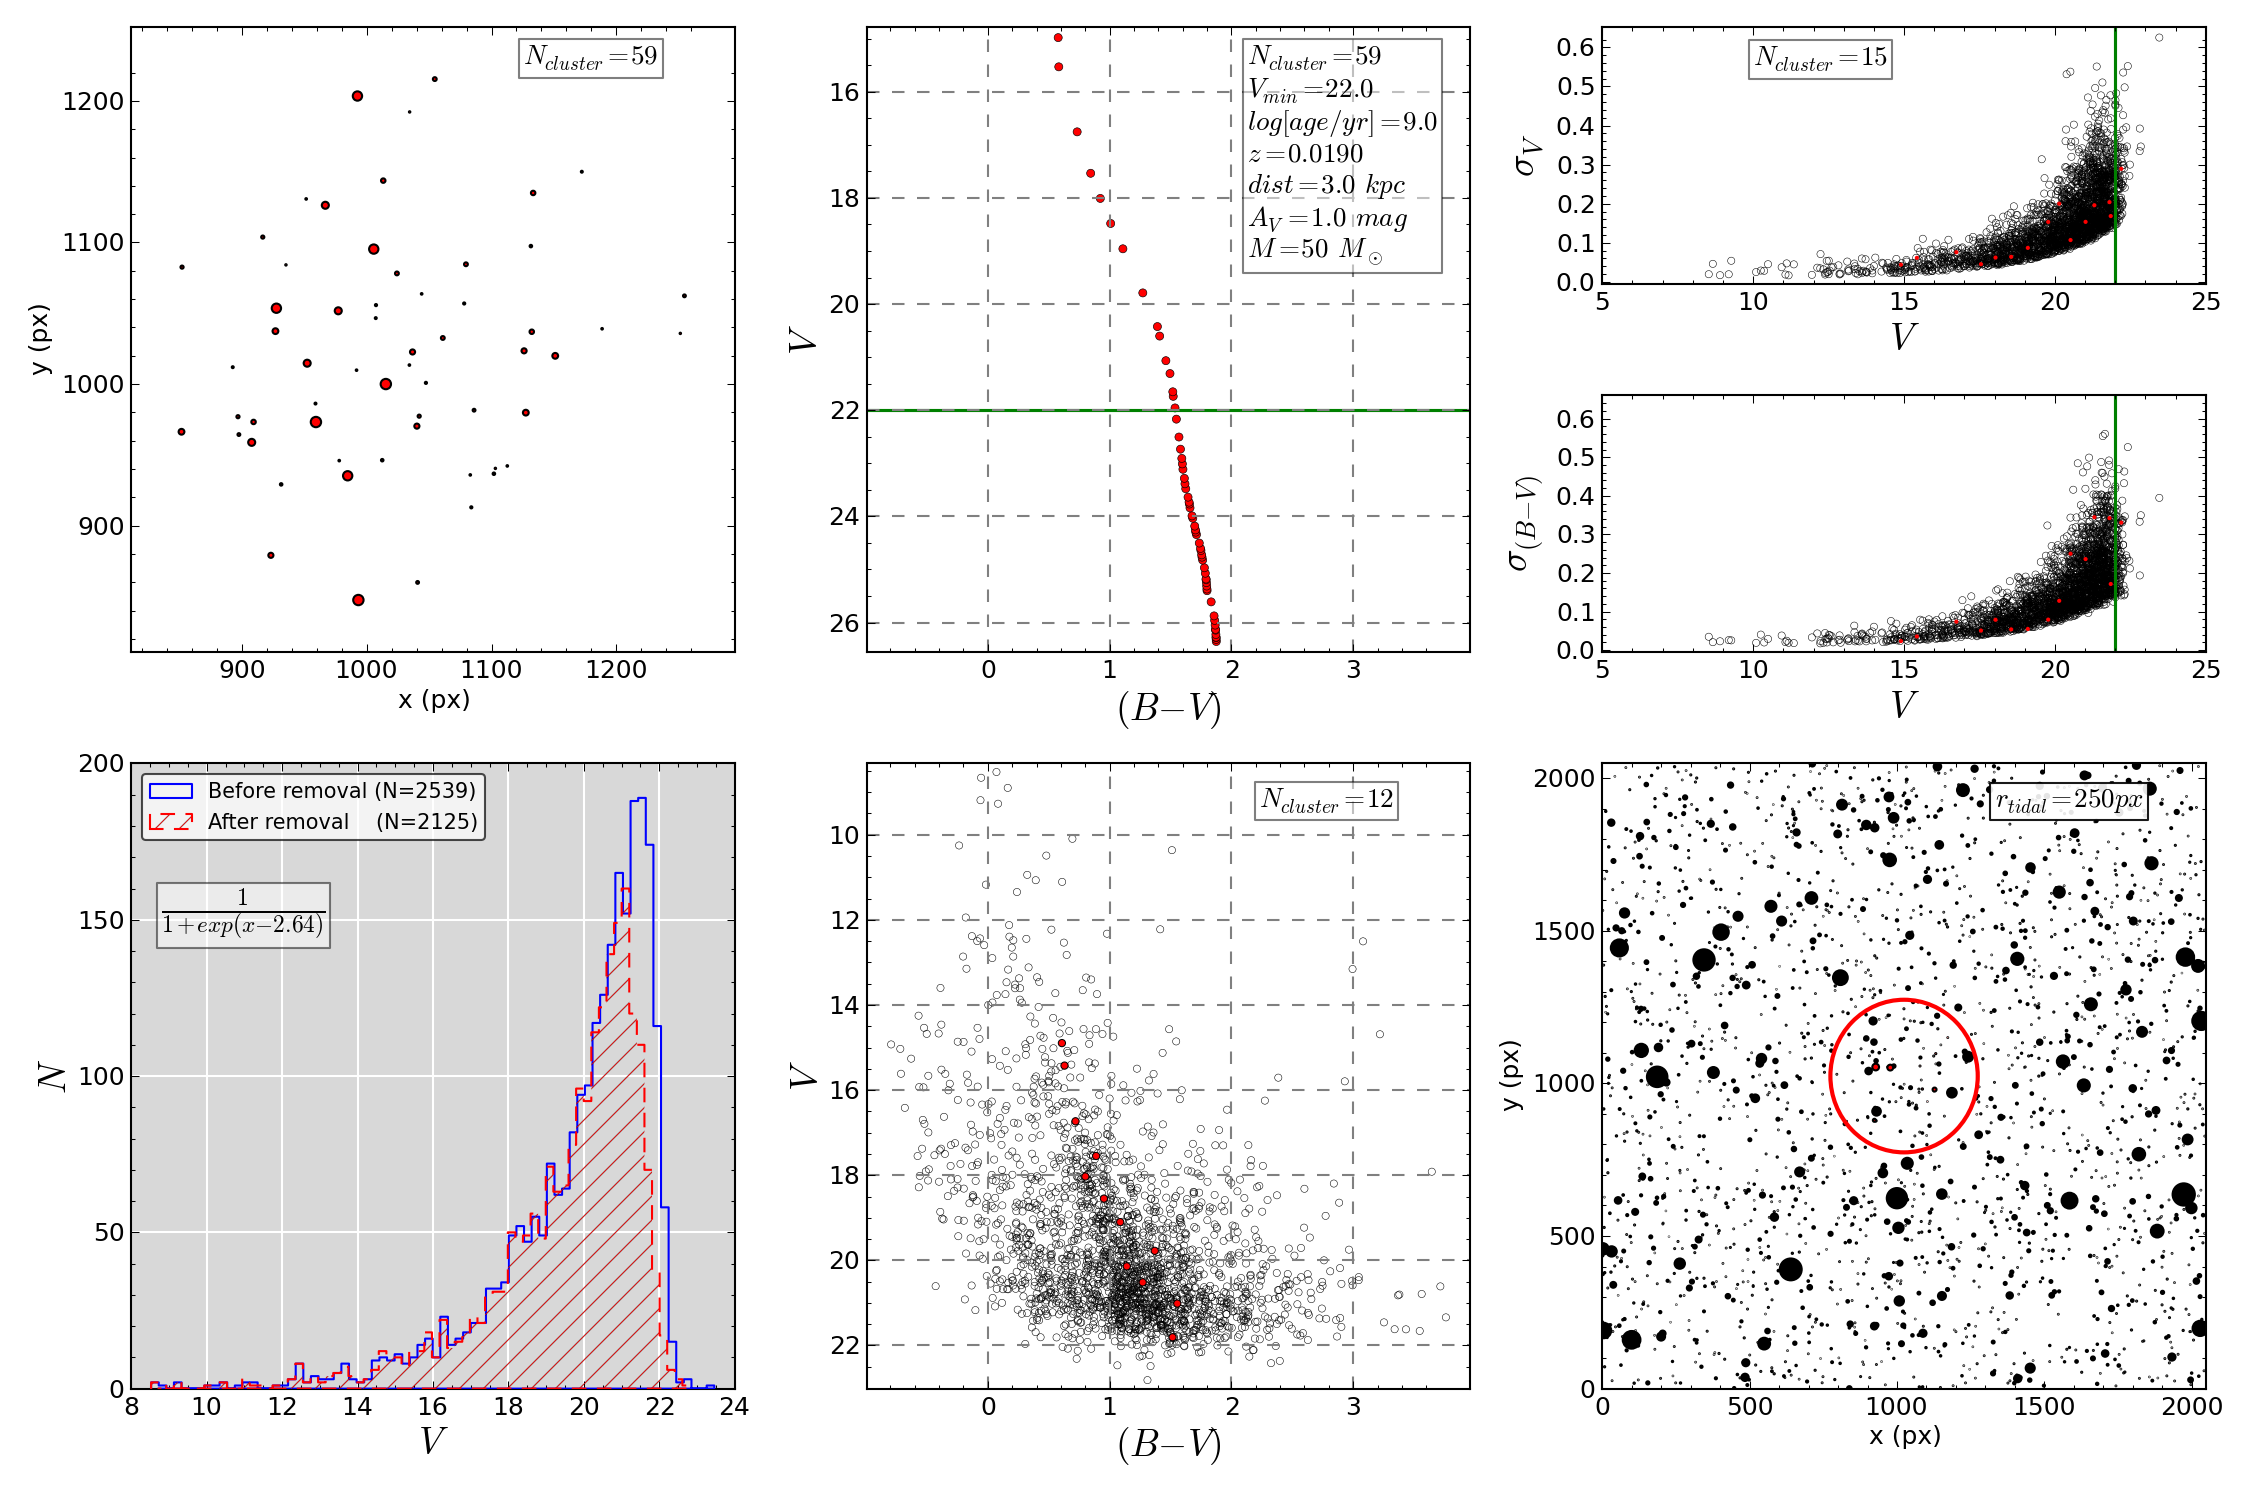 N_cluster=59
1200
1100
1000
900
y (px)
900 1000 1100 1200
x (px)
N_cluster=59
V_min=22.0
log[age/yr]=9.0
z=0.0190
dist=3.0 kpc
A_V=1.0 mag
M=50 M_⊙
16
18
20
22
24
26
V
0 1 2 3
(B−V)
N_cluster=15
0.6
0.5
0.4
0.3
0.2
0.1
0.0
σ_V
5 10 15 20 25
V
0.6
0.5
0.4
0.3
0.2
0.1
0.0
σ_(B−V)
5 10 15 20 25
V
Before removal (N=2539)
After removal (N=2125)
1
1+exp(x−2.64)
200
150
100
50
0
N
8 10 12 14 16 18 20 22 24
V
N_cluster=12
10
12
14
16
18
20
22
V
0 1 2 3
(B−V)
r_tidal=250px
2000
1500
1000
500
0
y (px)
0 500 1000 1500 2000
x (px)